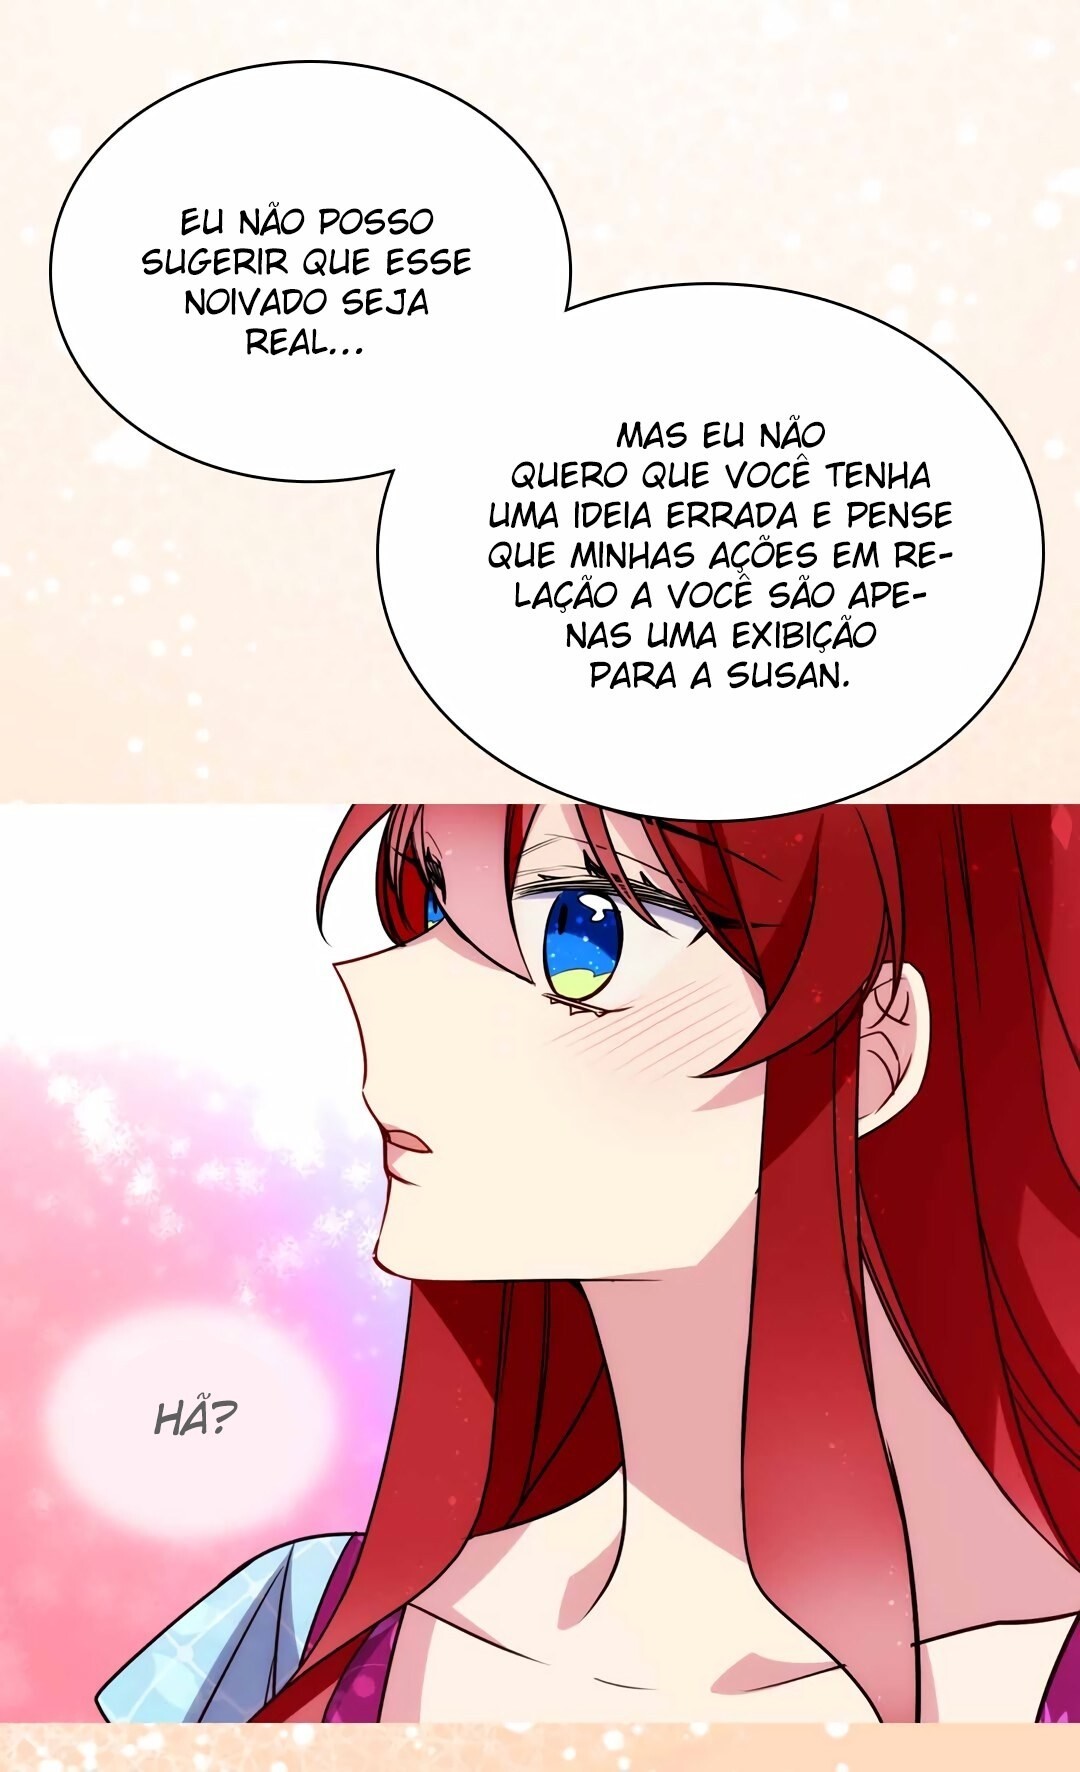 EU NÃO POSSO
SUGERIR QUE ESSE
NOIVADO SEJA
REAL...
MAS EU NÃO
QUERO QUE VOCÊ TENHA
UMA IDEIA ERRADA E PENSE
QUE MINHAS AÇÕES EM RE-
LAÇÃO A VOCÊ SÃO APE-
NAS UMA EXIBIÇÃO
PARA A SUSAN.
HÃ?